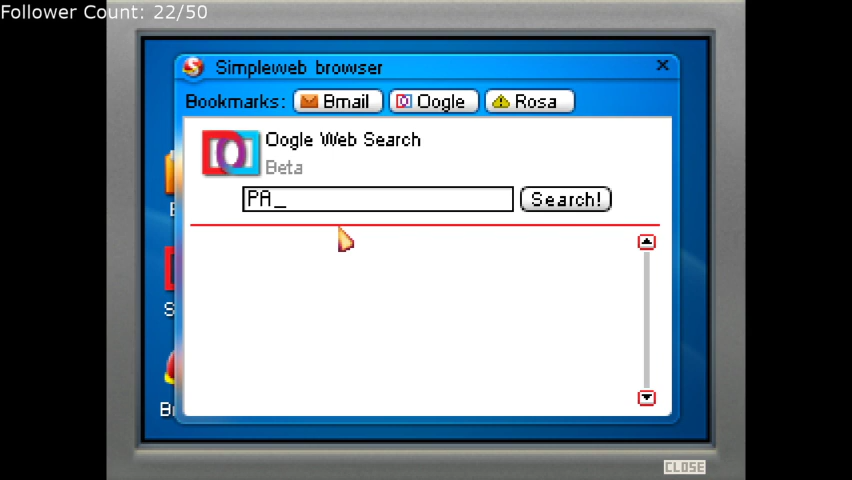 Follower Count: 22/50
Simpleweb browser
Bookmarks: Bmail Oogle Rosa
Oogle Web Search
Beta
PA_ Search!
CLOSE